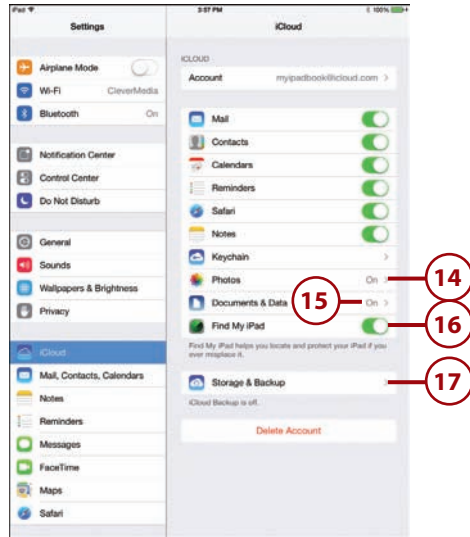 iPad
3:57 PM
100%
Settings
iCloud
Airplane Mode
Wi-Fi CleverMedia
Bluetooth On
Notification Center
Control Center
Do Not Disturb
General
Sounds
Wallpapers & Brightness
Privacy
iCloud
Mail, Contacts, Calendars
Notes
Reminders
Messages
FaceTime
Maps
Safari
ICLOUD
Account myipadbook@icloud.com >
Mail
Contacts
Calendars
Reminders
Safari
Notes
Keychain >
Photos On > 14
Documents & Data 15 On >
Find My iPad 16
Find My iPad helps you locate and protect your iPad if you
ever misplace it.
Storage & Backup > 17
iCloud Backup is off.
Delete Account